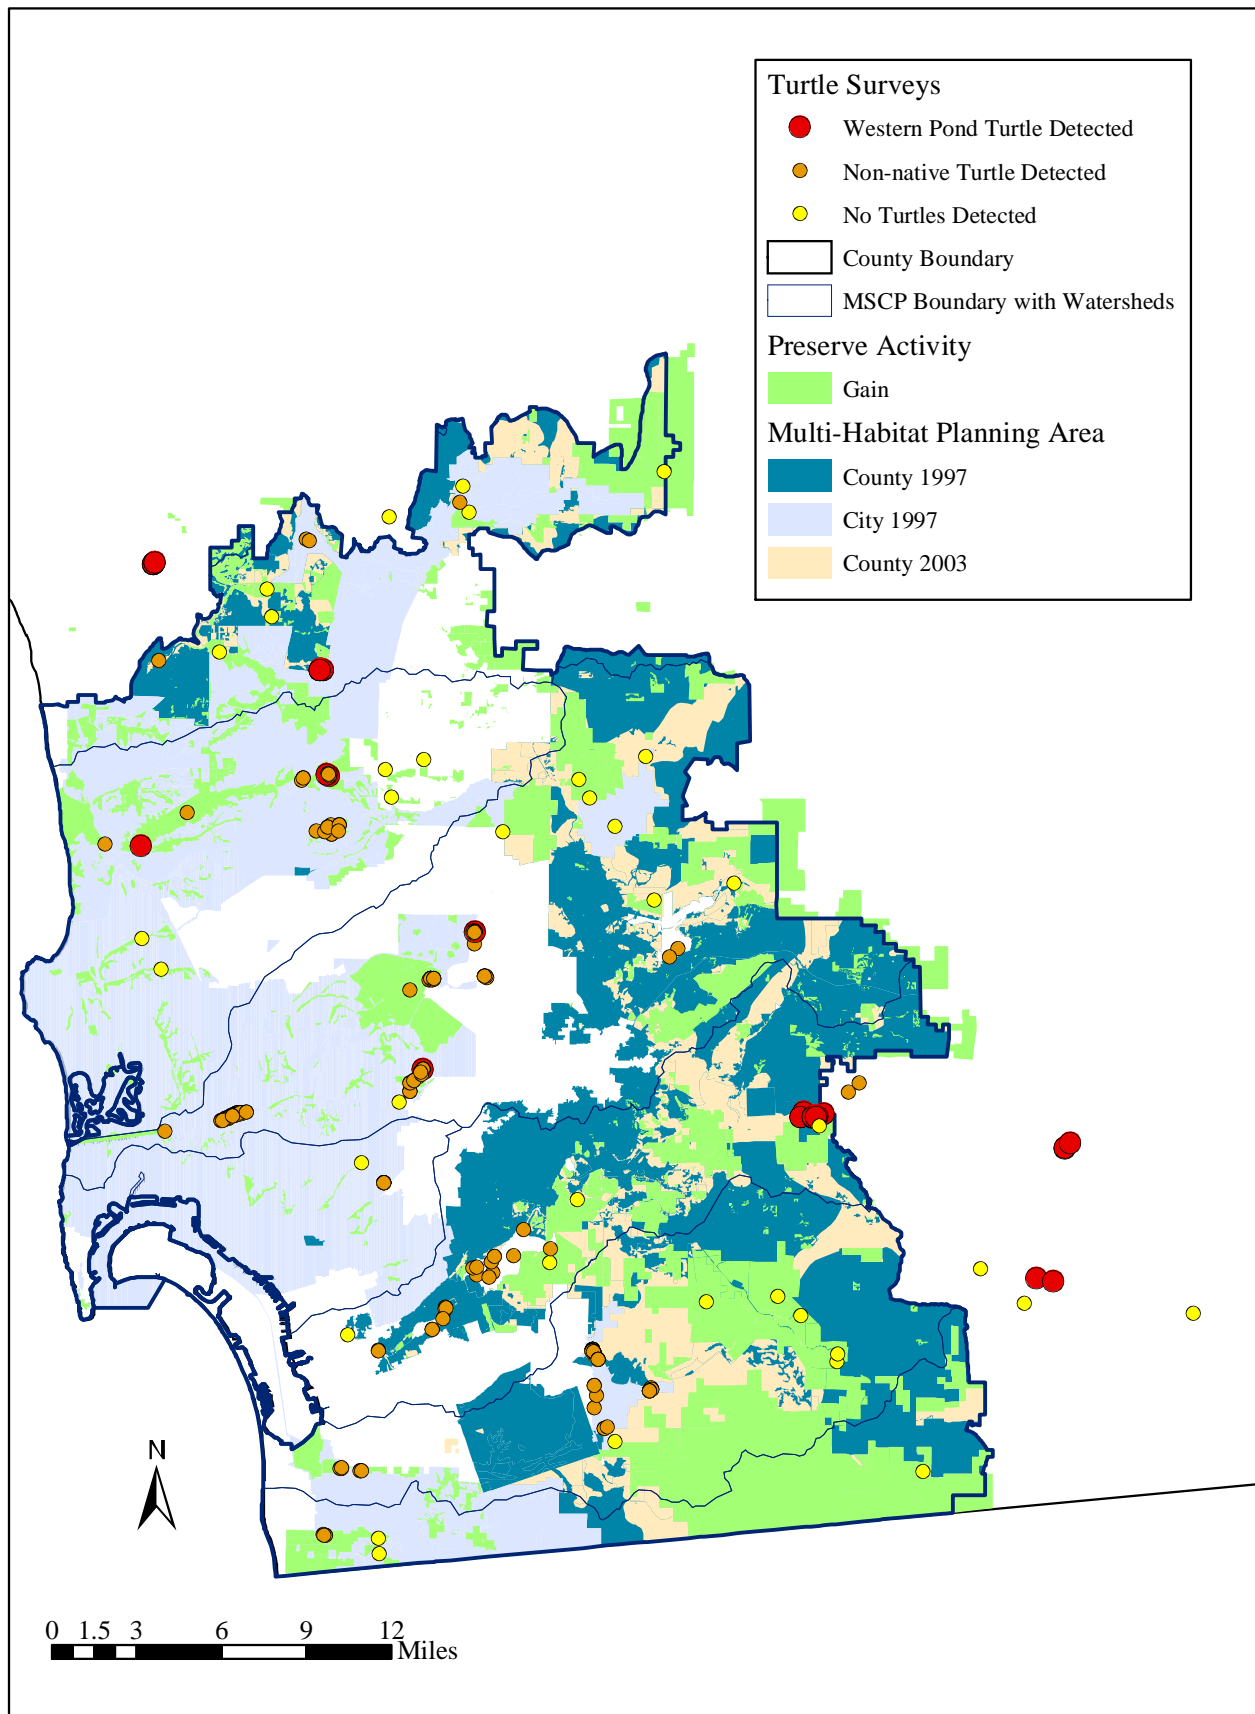 Turtle Surveys
Western Pond Turtle Detected
Non-native Turtle Detected
No Turtles Detected
County Boundary
MSCP Boundary with Watersheds
Preserve Activity
Gain
Multi-Habitat Planning Area
County 1997
City 1997
County 2003
N
0 1.5 3 6 9 12
Miles